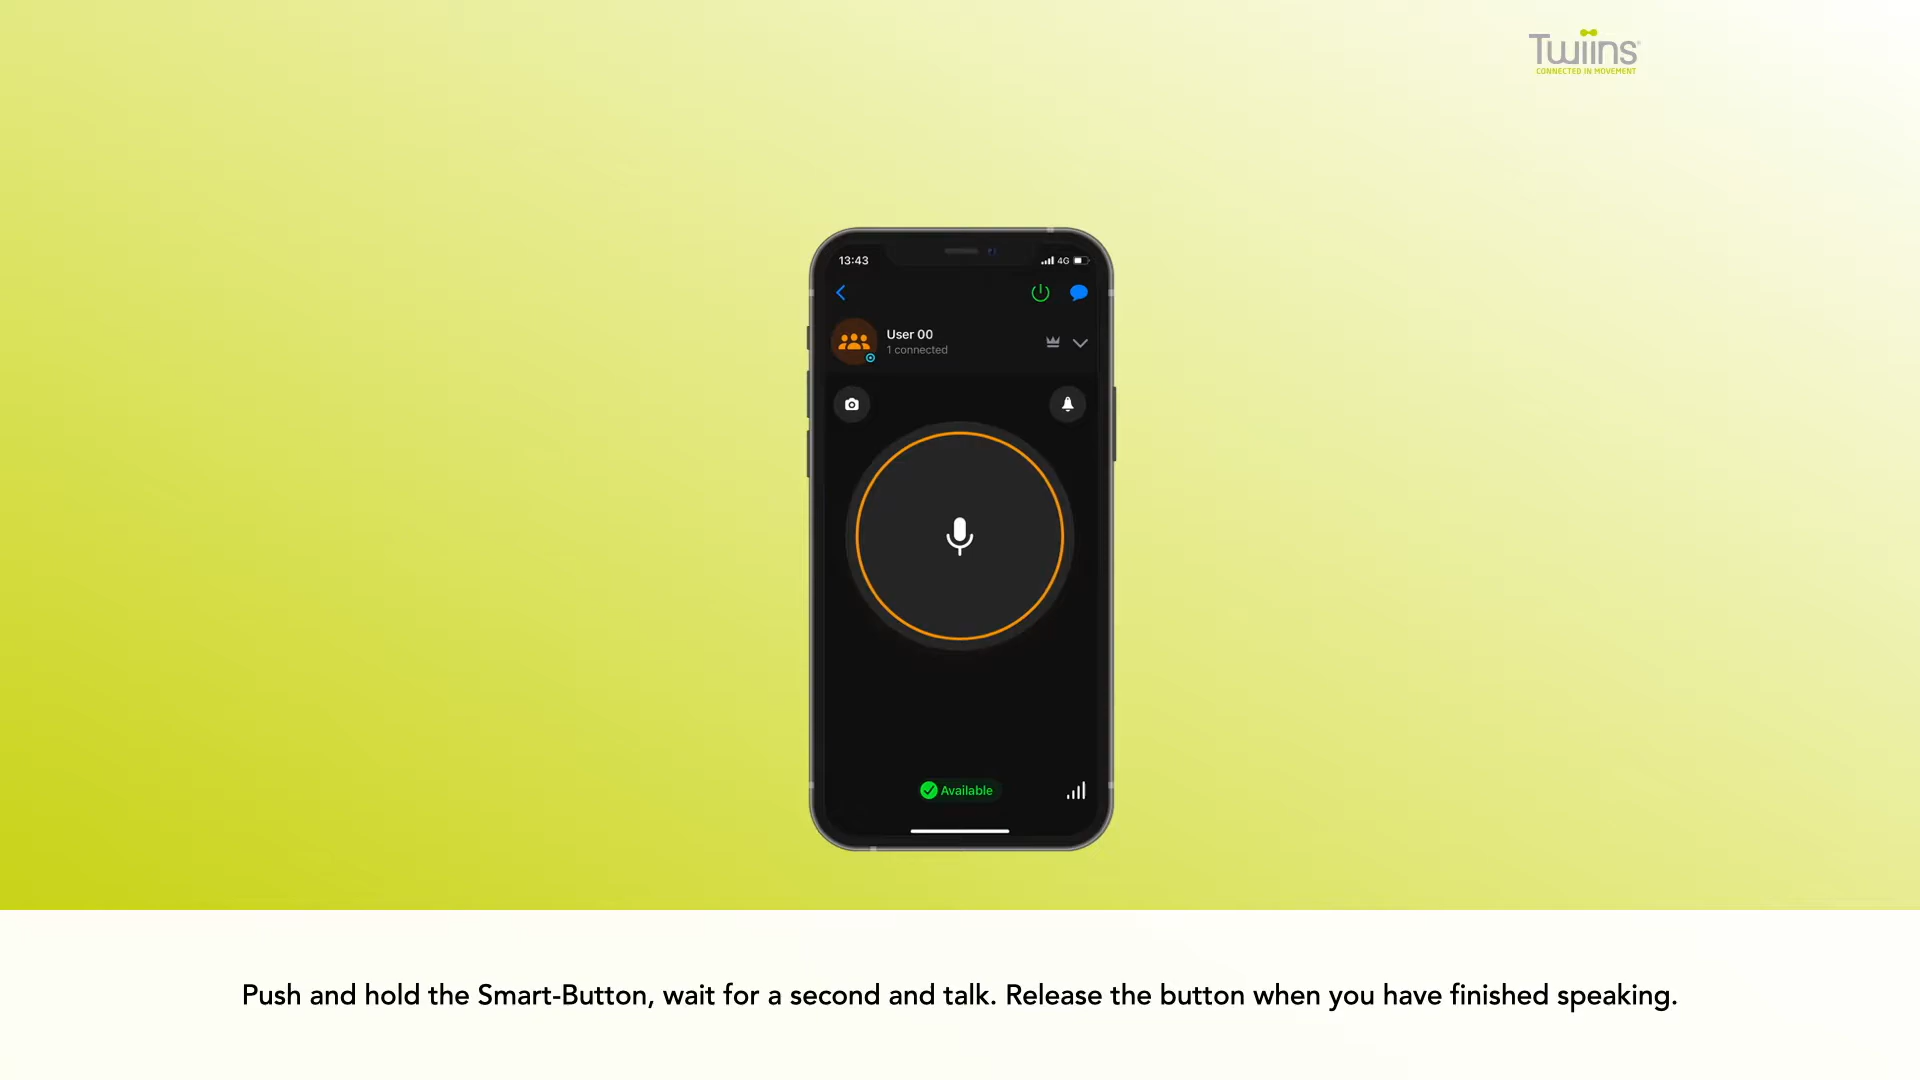 Twiins
CONNECTED IN MOVEMENT
13:43
4G
User 00
1 connected
Available
Push and hold the Smart-Button, wait for a second and talk. Release the button when you have finished speaking.